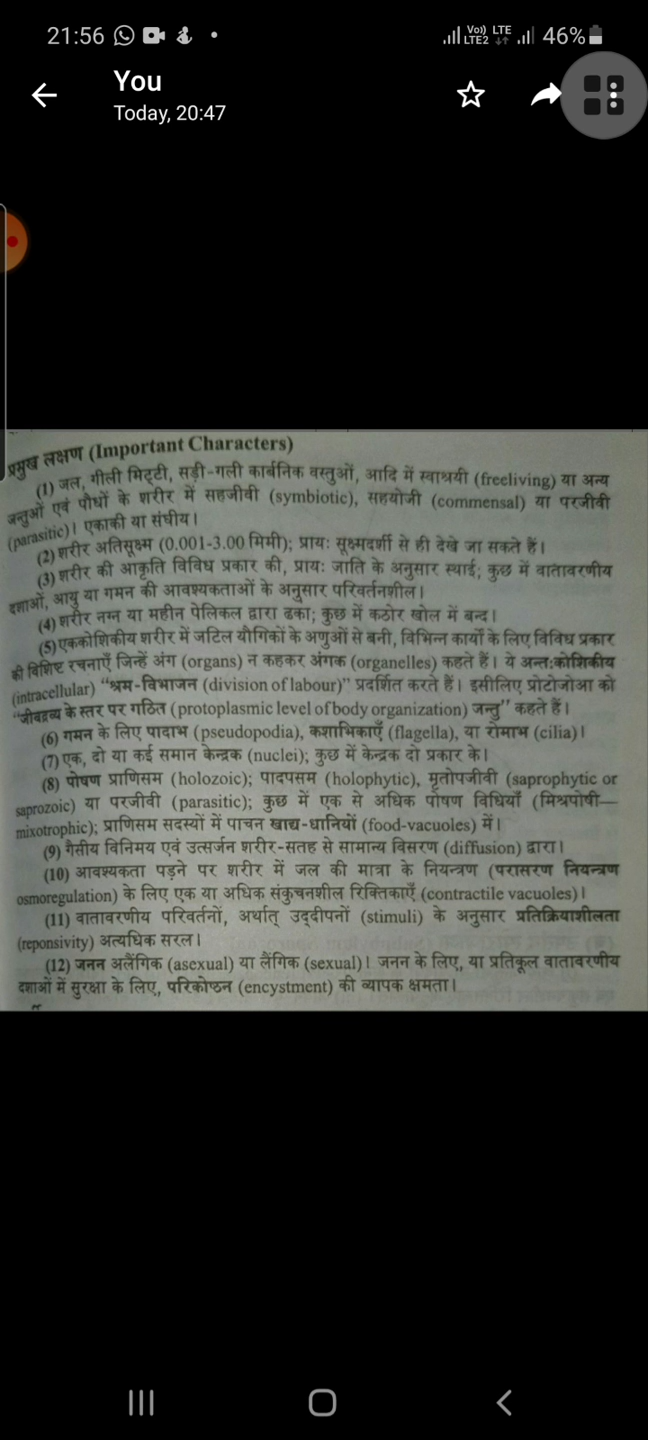 21:56
Vo)) LTE
LTE2
46%
You
Today, 20:47
प्रमुख लक्षण (Important Characters)
(1) जल, गीली मिट्टी, सड़ी-गली कार्बनिक वस्तुओं, आदि में स्वाश्रयी (freeliving) या अन्य
जन्तुओं एवं पौधों के शरीर में सहजीवी (symbiotic), सहयोजी (commensal) या परजीवी
(parasitic)। एकाकी या संघीय।
(2) शरीर अतिसूक्ष्म (0.001-3.00 मिमी); प्रायः सूक्ष्मदर्शी से ही देखे जा सकते हैं।
(3) शरीर की आकृति विविध प्रकार की, प्रायः जाति के अनुसार स्थाई; कुछ में वातावरणीय
दशाओं, आयु या गमन की आवश्यकताओं के अनुसार परिवर्तनशील।
(4) शरीर नग्न या महीन पेलिकल द्वारा ढका; कुछ में कठोर खोल में बन्द।
(5) एककोशिकीय शरीर में जटिल यौगिकों के अणुओं से बनी, विभिन्न कार्यों के लिए विविध प्रकार
की विशिष्ट रचनाएँ जिन्हें अंग (organs) न कहकर अंगक (organelles) कहते हैं। ये अन्तःकोशिकीय
(intracellular) "श्रम-विभाजन (division of labour)" प्रदर्शित करते हैं। इसीलिए प्रोटोजोआ को
"जीवद्रव्य के स्तर पर गठित (protoplasmic level of body organization) जन्तु" कहते हैं।
(6) गमन के लिए पादाभ (pseudopodia), कशाभिकाएँ (flagella), या रोमाभ (cilia)।
(7) एक, दो या कई समान केन्द्रक (nuclei); कुछ में केन्द्रक दो प्रकार के।
(8) पोषण प्राणिसम (holozoic); पादपसम (holophytic), मृतोपजीवी (saprophytic or
saprozoic) या परजीवी (parasitic); कुछ में एक से अधिक पोषण विधियाँ (मिश्रपोषी—
mixotrophic); प्राणिसम सदस्यों में पाचन खाद्य-धानियों (food-vacuoles) में।
(9) गैसीय विनिमय एवं उत्सर्जन शरीर-सतह से सामान्य विसरण (diffusion) द्वारा।
(10) आवश्यकता पड़ने पर शरीर में जल की मात्रा के नियन्त्रण (परासरण नियन्त्रण
osmoregulation) के लिए एक या अधिक संकुचनशील रिक्तिकाएँ (contractile vacuoles)।
(11) वातावरणीय परिवर्तनों, अर्थात् उद्दीपनों (stimuli) के अनुसार प्रतिक्रियाशीलता
(reponsivity) अत्यधिक सरल।
(12) जनन अलैंगिक (asexual) या लैंगिक (sexual)। जनन के लिए, या प्रतिकूल वातावरणीय
दशाओं में सुरक्षा के लिए, परिकोष्ठन (encystment) की व्यापक क्षमता।